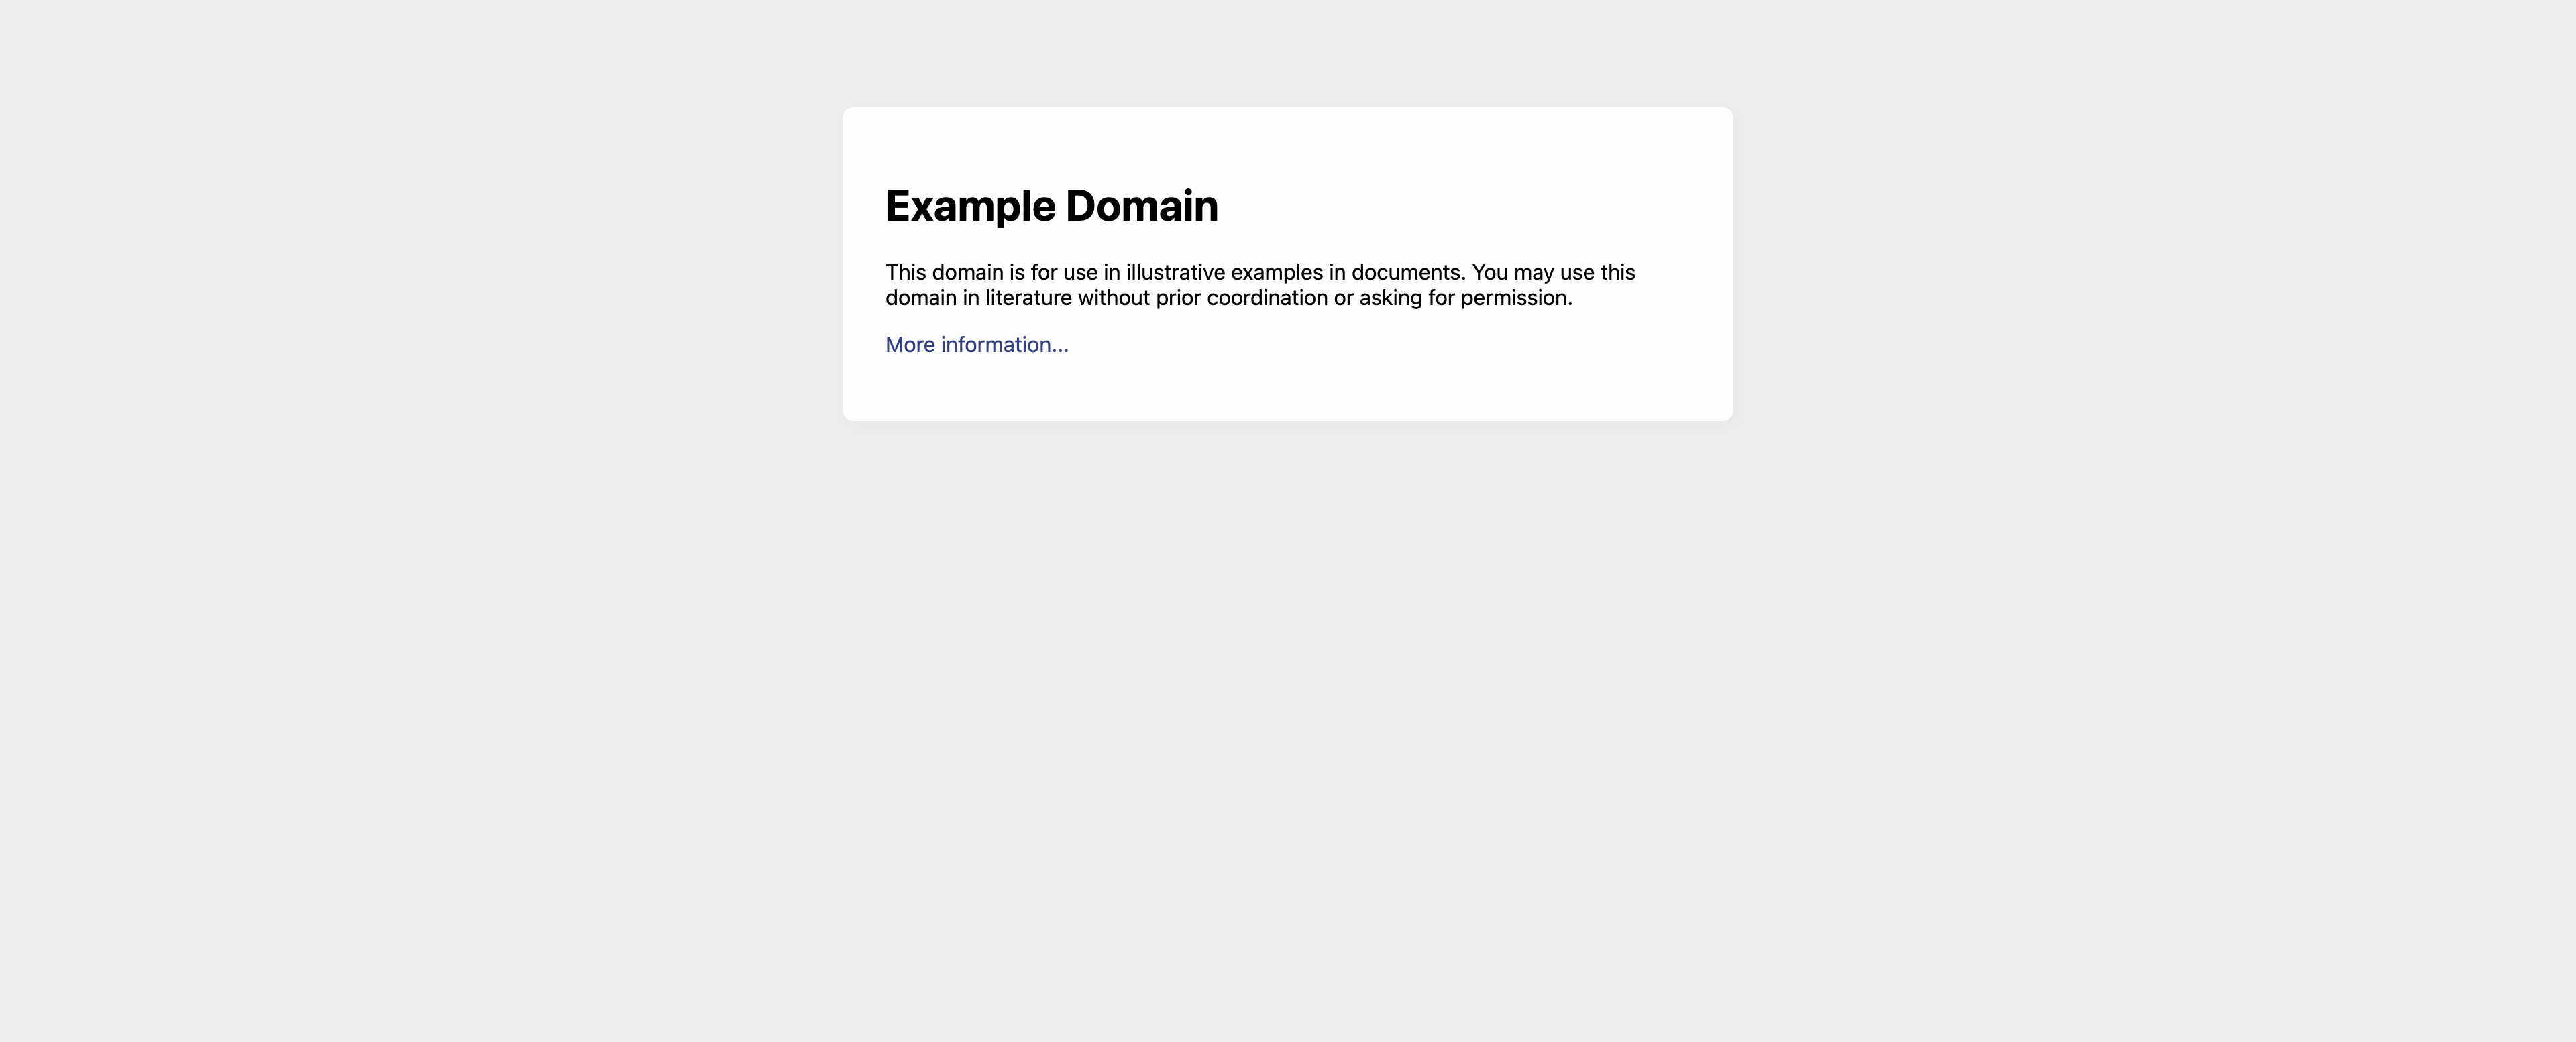 Example Domain
This domain is for use in illustrative examples in documents. You may use this
domain in literature without prior coordination or asking for permission.
More information...